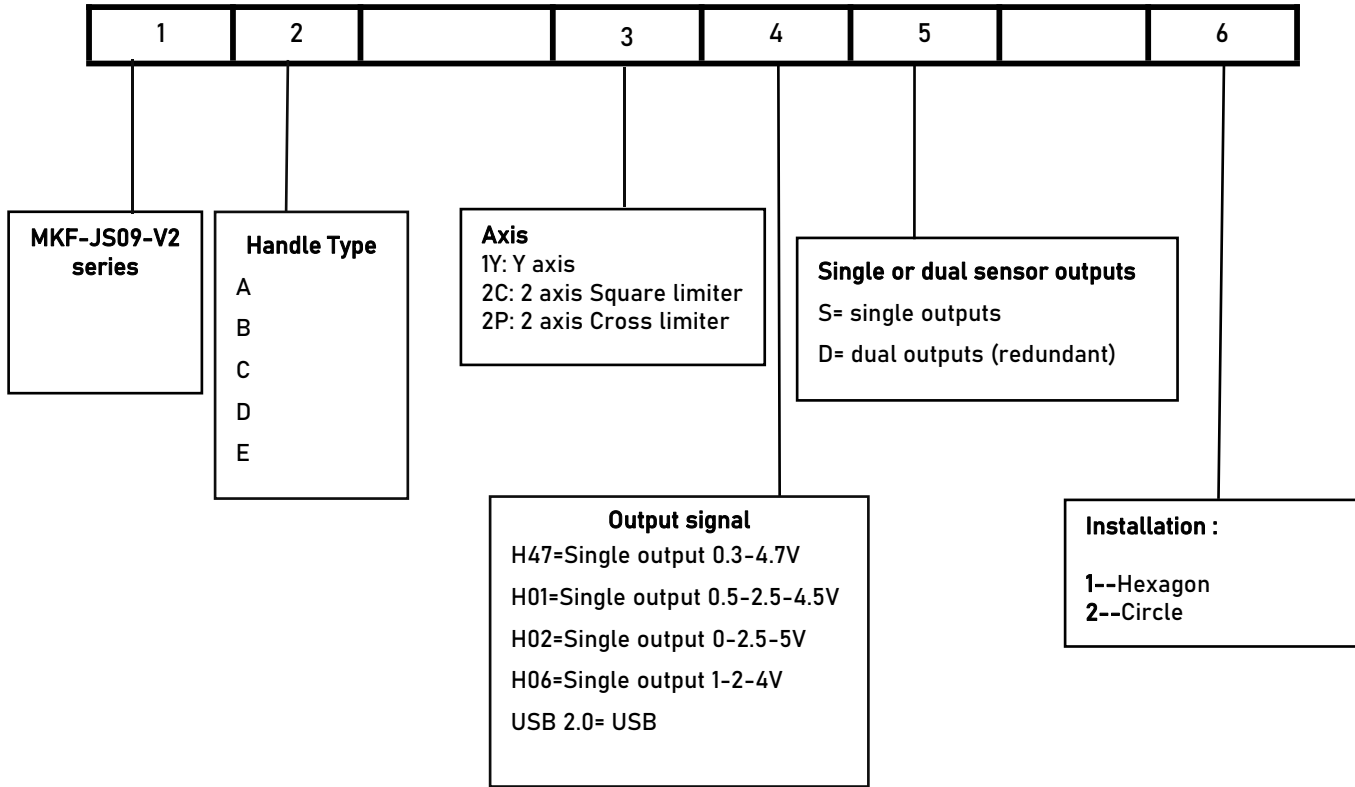 1 2 3 4 5 6
MKF-JS09-V2
series
Handle Type
A
B
C
D
E
Axis
1Y: Y axis
2C: 2 axis Square limiter
2P: 2 axis Cross limiter
Single or dual sensor outputs
S= single outputs
D= dual outputs (redundant)
Output signal
H47=Single output 0.3-4.7V
H01=Single output 0.5-2.5-4.5V
H02=Single output 0-2.5-5V
H06=Single output 1-2-4V
USB 2.0= USB
Installation :
1--Hexagon
2--Circle